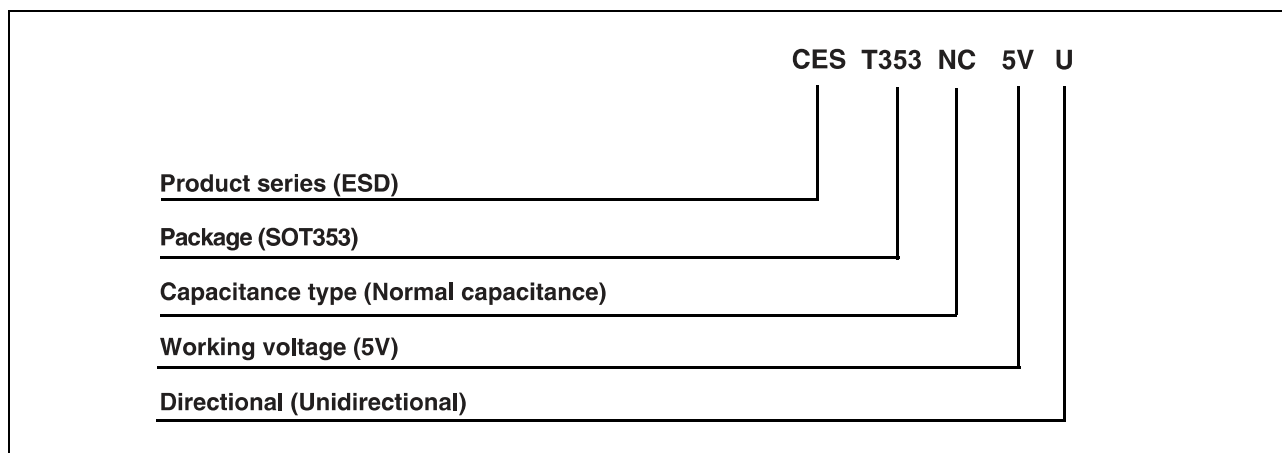 CES T353 NC 5V U
Product series (ESD)
Package (SOT353)
Capacitance type (Normal capacitance)
Working voltage (5V)
Directional (Unidirectional)